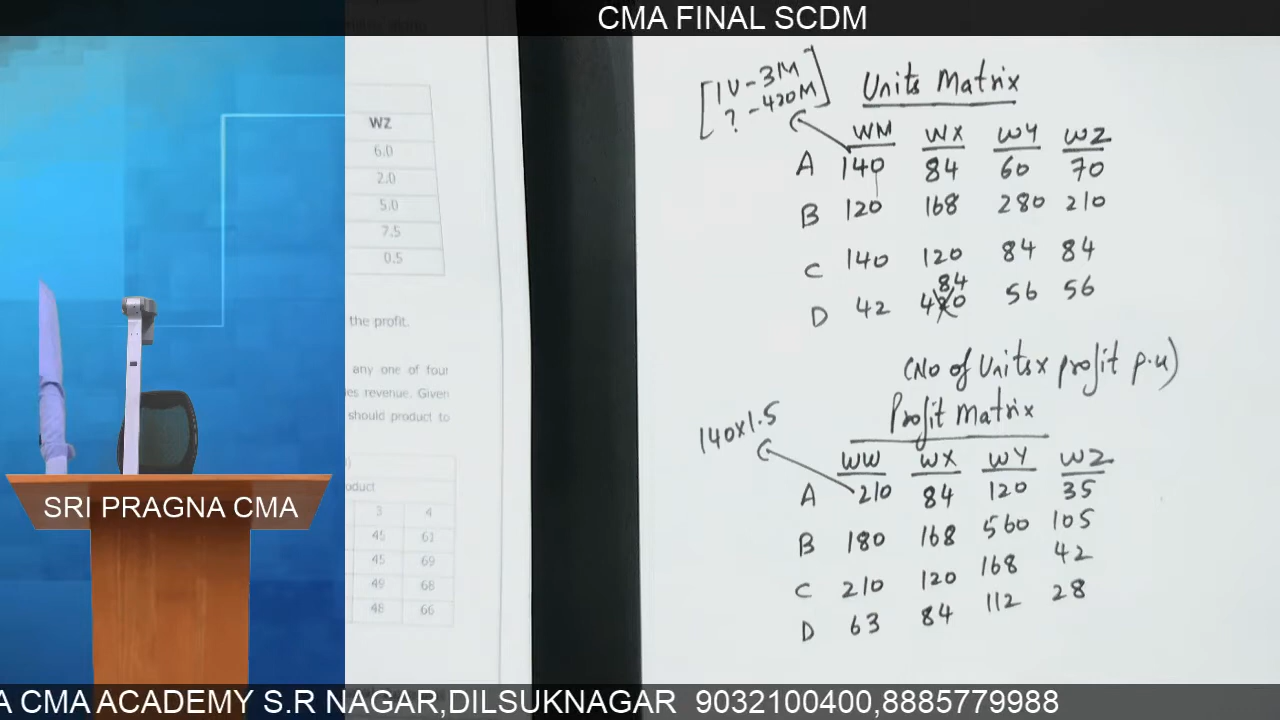 CMA FINAL SCDM
WZ
6.0
2.0
5.0
7.5
0.5
the profit.
any one of four
es revenue. Given
should product to
oduct
3 4
45 61
45 69
49 68
48 66
SRI PRAGNA CMA
[1U - 3M
? - 420M]
Units Matrix
WM WX WY WZ
A 140 84 60 70
B 120 168 280 210
C 140 120 84 84
84
D 42 420 56 56
(No of Units x profit p.u)
Profit Matrix
140x1.5
WW WX WY WZ
A 210 84 120 35
B 180 168 560 105
C 210 120 168 42
D 63 84 112 28
A CMA ACADEMY S.R NAGAR,DILSUKNAGAR 9032100400,8885779988